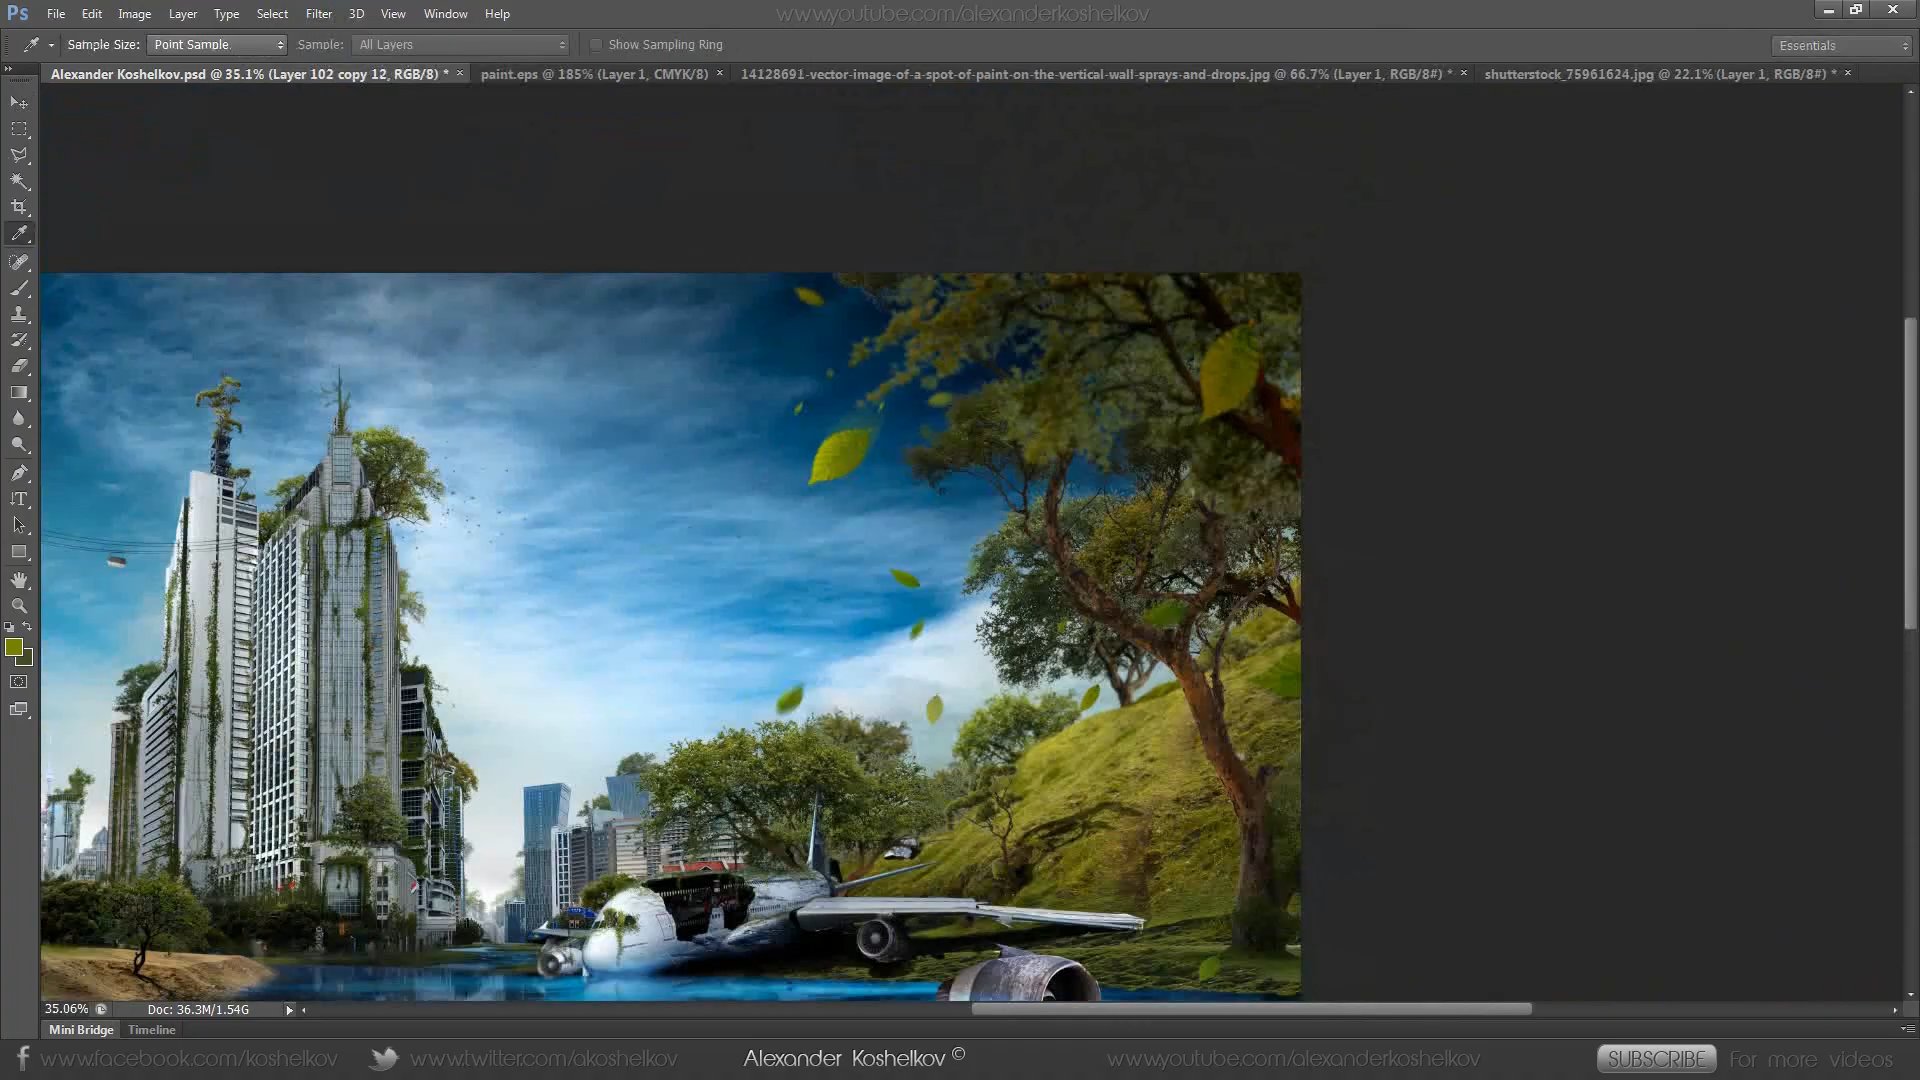 Ps File Edit Image Layer Type Select Filter 3D View Window Help www.youtube.com/alexanderkoshelkov
Sample Size: Point Sample Sample: All Layers Show Sampling Ring Essentials
Alexander Koshelkov.psd @ 35.1% (Layer 102 copy 12, RGB/8) * × paint.eps @ 185% (Layer 1, CMYK/8) × 14128691-vector-image-of-a-spot-of-paint-on-the-vertical-wall-sprays-and-drops.jpg @ 66.7% (Layer 1, RGB/8#) * × shutterstock_75961624.jpg @ 22.1% (Layer 1, RGB/8#) * ×
35.06% Doc: 36.3M/1.54G
Mini Bridge Timeline
www.facebook.com/koshelkov www.twitter.com/akoshelkov Alexander Koshelkov © www.youtube.com/alexanderkoshelkov SUBSCRIBE For more videos